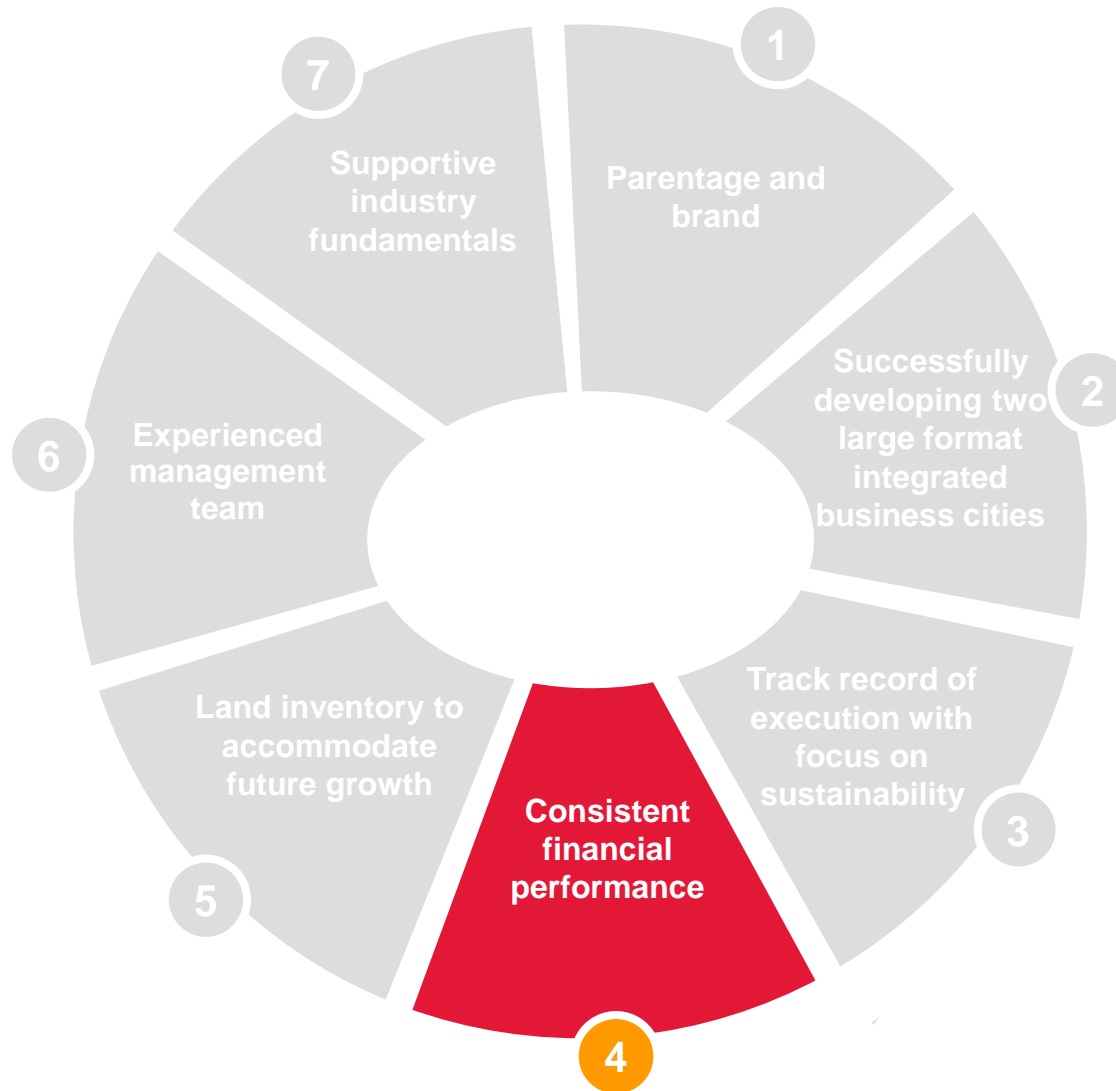 1
Parentage and
brand
2
Successfully
developing two
large format
integrated
business cities
3
Track record of
execution with
focus on
sustainability
4
Consistent
financial
performance
5
Land inventory to
accommodate
future growth
6
Experienced
management
team
7
Supportive
industry
fundamentals